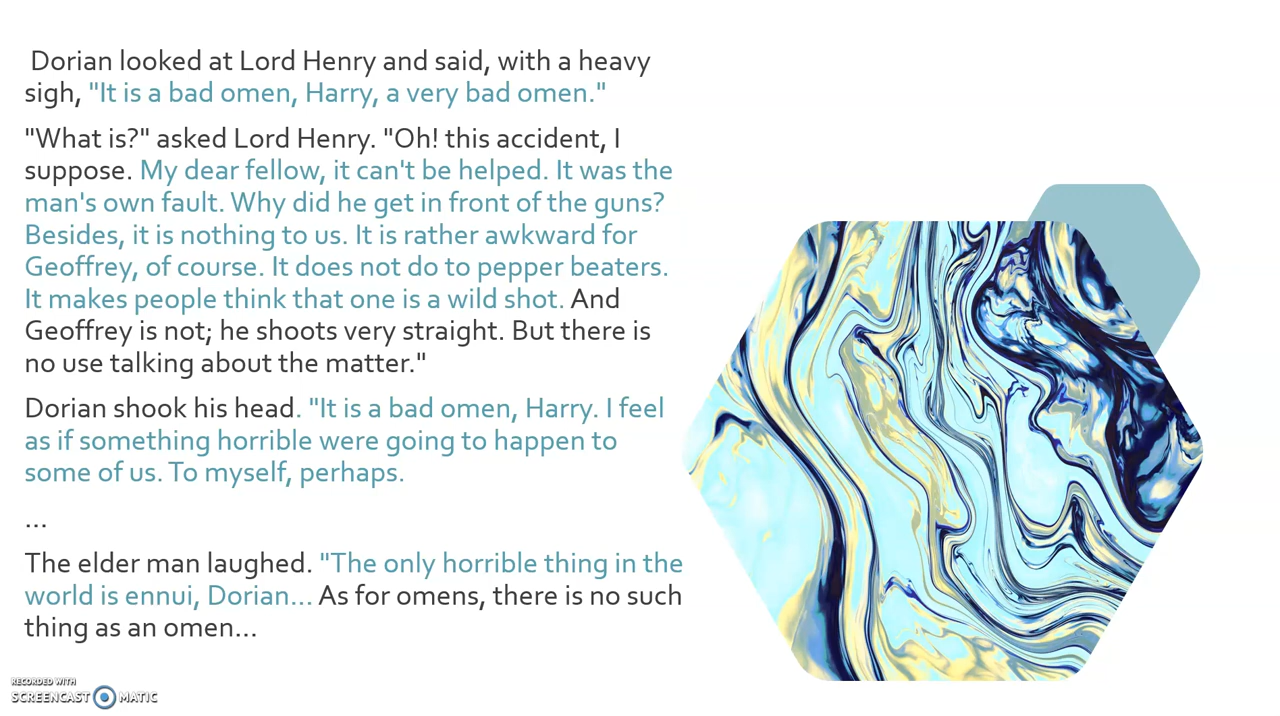 Dorian looked at Lord Henry and said, with a heavy
sigh, "It is a bad omen, Harry, a very bad omen."
"What is?" asked Lord Henry. "Oh! this accident, I
suppose. My dear fellow, it can't be helped. It was the
man's own fault. Why did he get in front of the guns?
Besides, it is nothing to us. It is rather awkward for
Geoffrey, of course. It does not do to pepper beaters.
It makes people think that one is a wild shot. And
Geoffrey is not; he shoots very straight. But there is
no use talking about the matter."
Dorian shook his head. "It is a bad omen, Harry. I feel
as if something horrible were going to happen to
some of us. To myself, perhaps.
...
The elder man laughed. "The only horrible thing in the
world is ennui, Dorian... As for omens, there is no such
thing as an omen...
RECORDED WITH
SCREENCAST MATIC